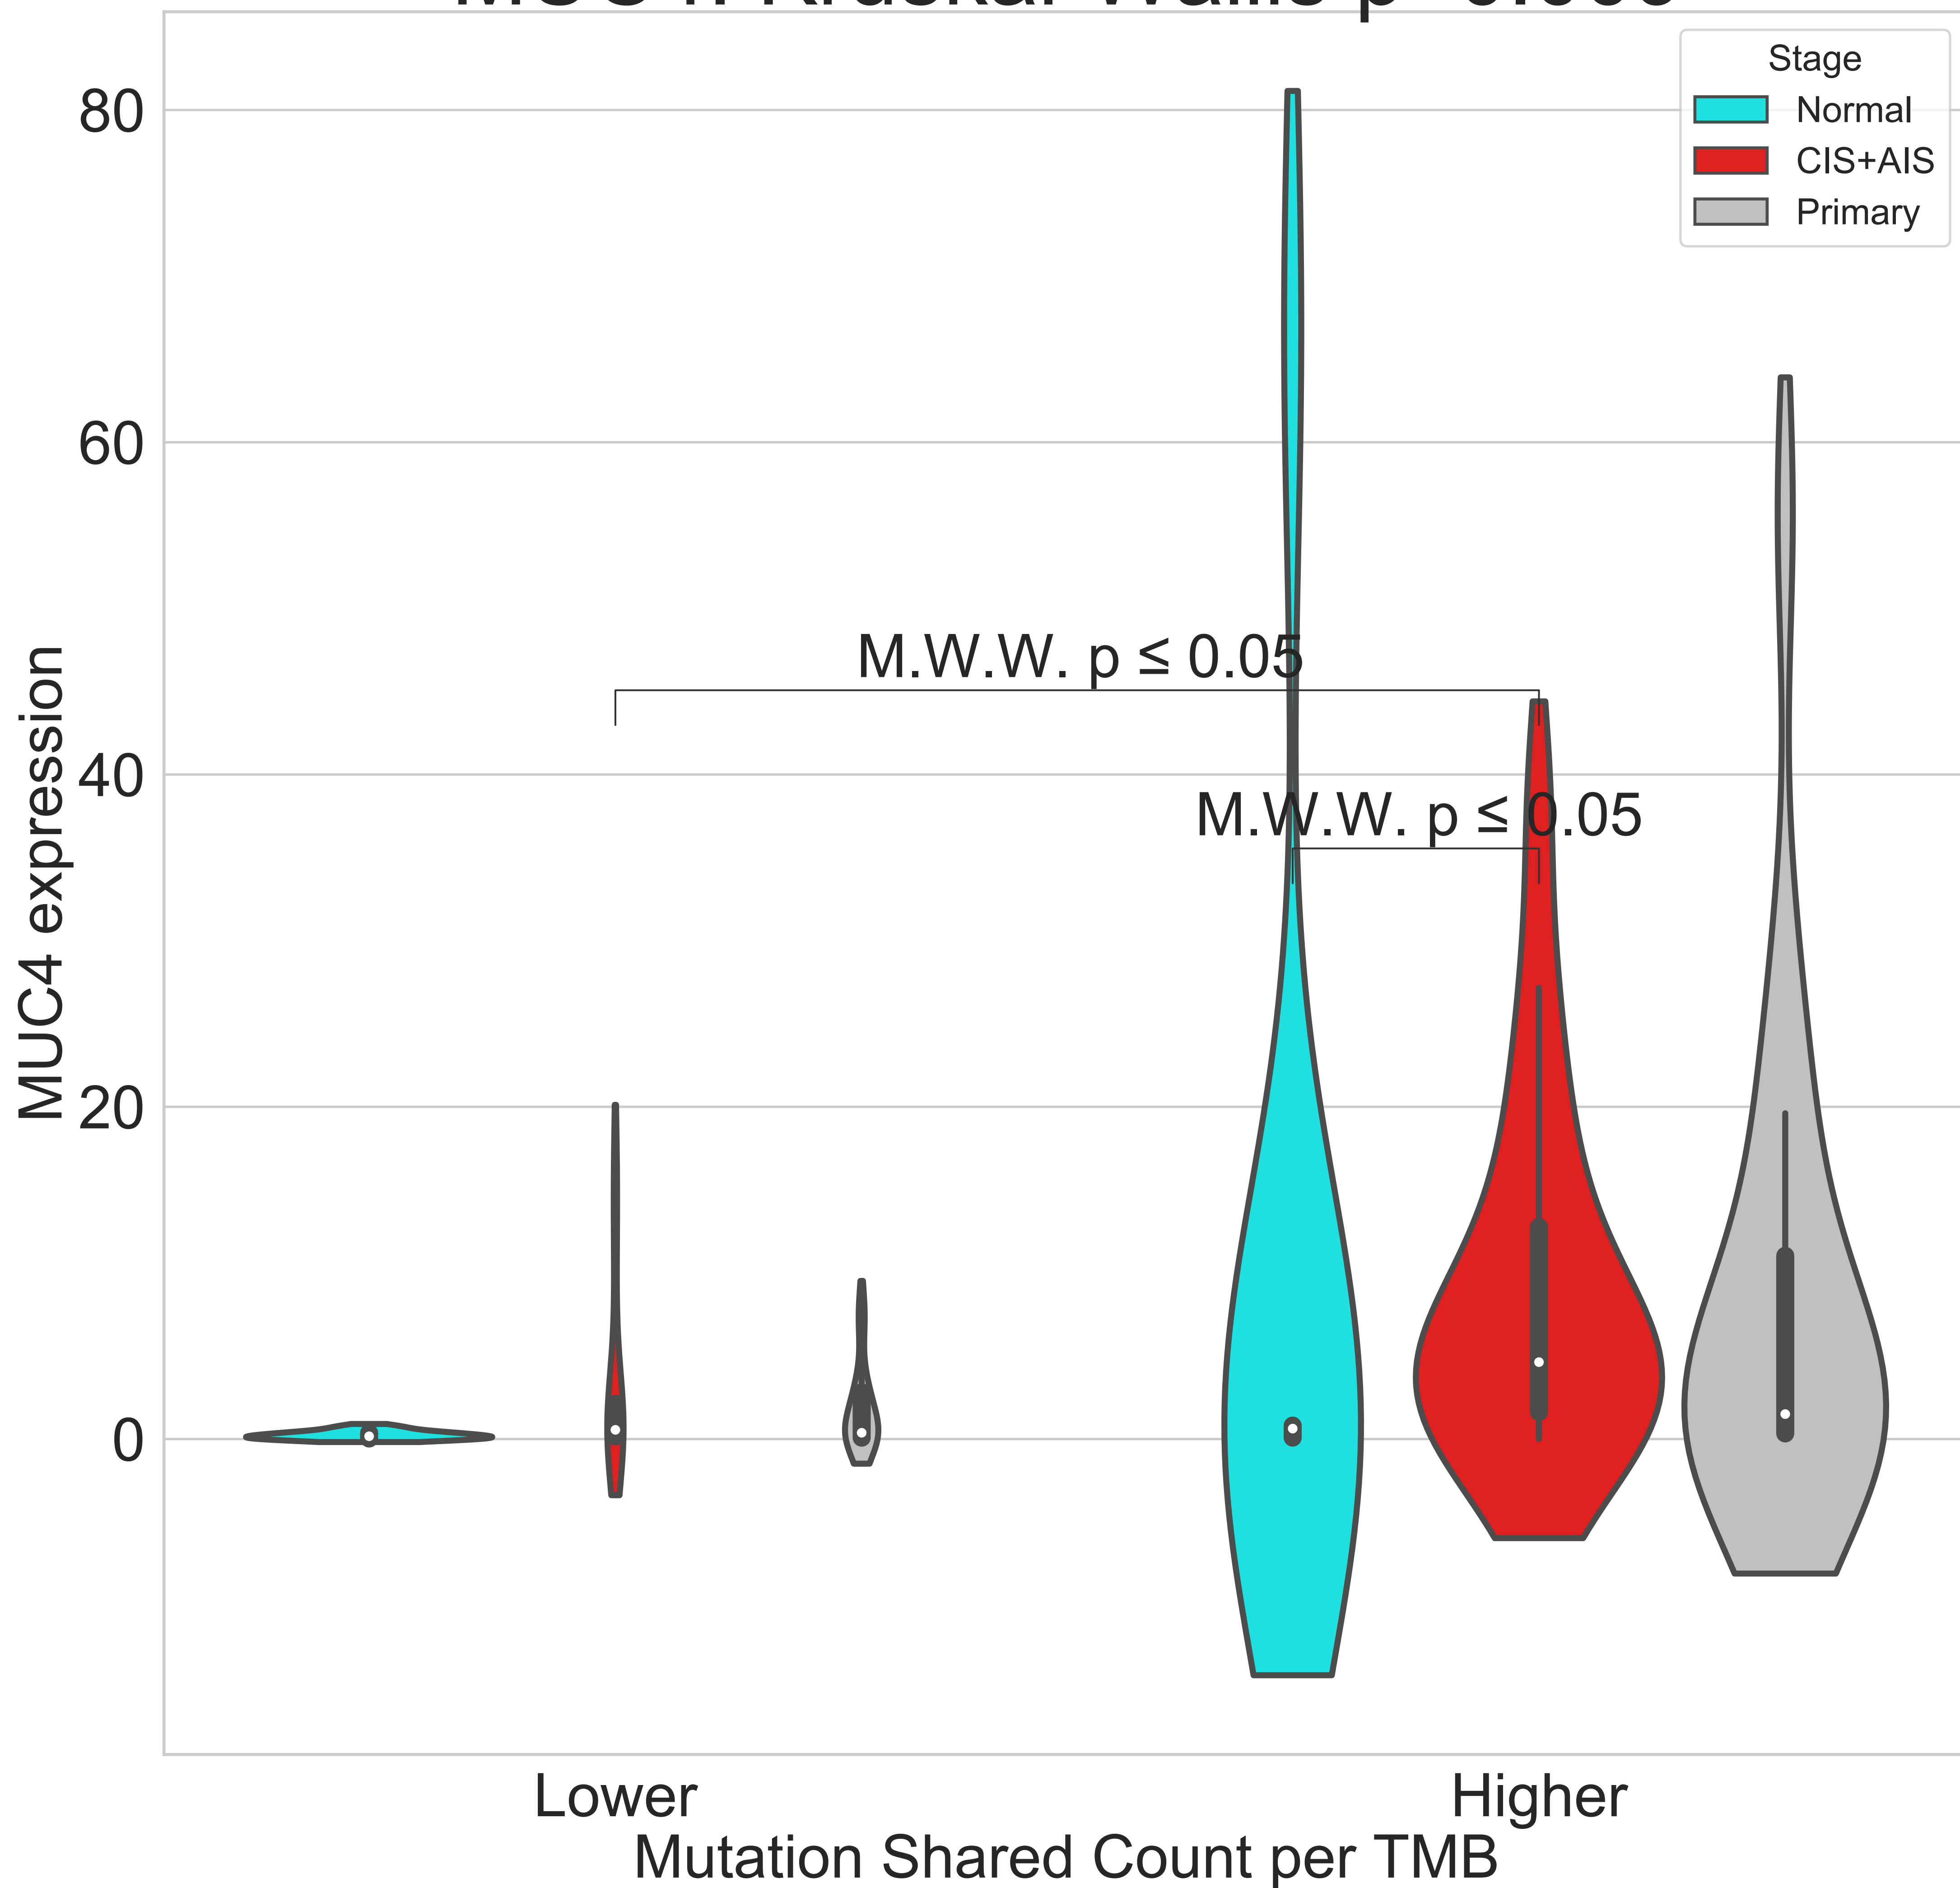 Stage
Normal
CIS+AIS
Primary
80
60
40
20
0
MUC4 expression
M.W.W. p ≤ 0.05
M.W.W. p ≤ 0.05
Lower
Higher
Mutation Shared Count per TMB